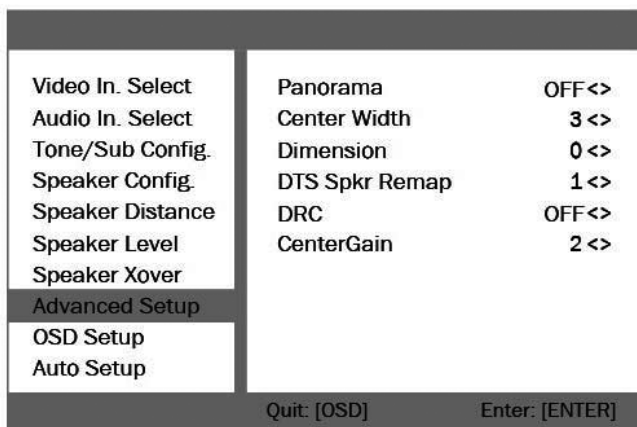 Video In. Select
Audio In. Select
Tone/Sub Config.
Speaker Config.
Speaker Distance
Speaker Level
Speaker Xover
Advanced Setup
OSD Setup
Auto Setup
Panorama OFF<>
Center Width 3<>
Dimension 0<>
DTS Spkr Remap 1<>
DRC OFF<>
CenterGain 2<>
Quit: [OSD] Enter: [ENTER]